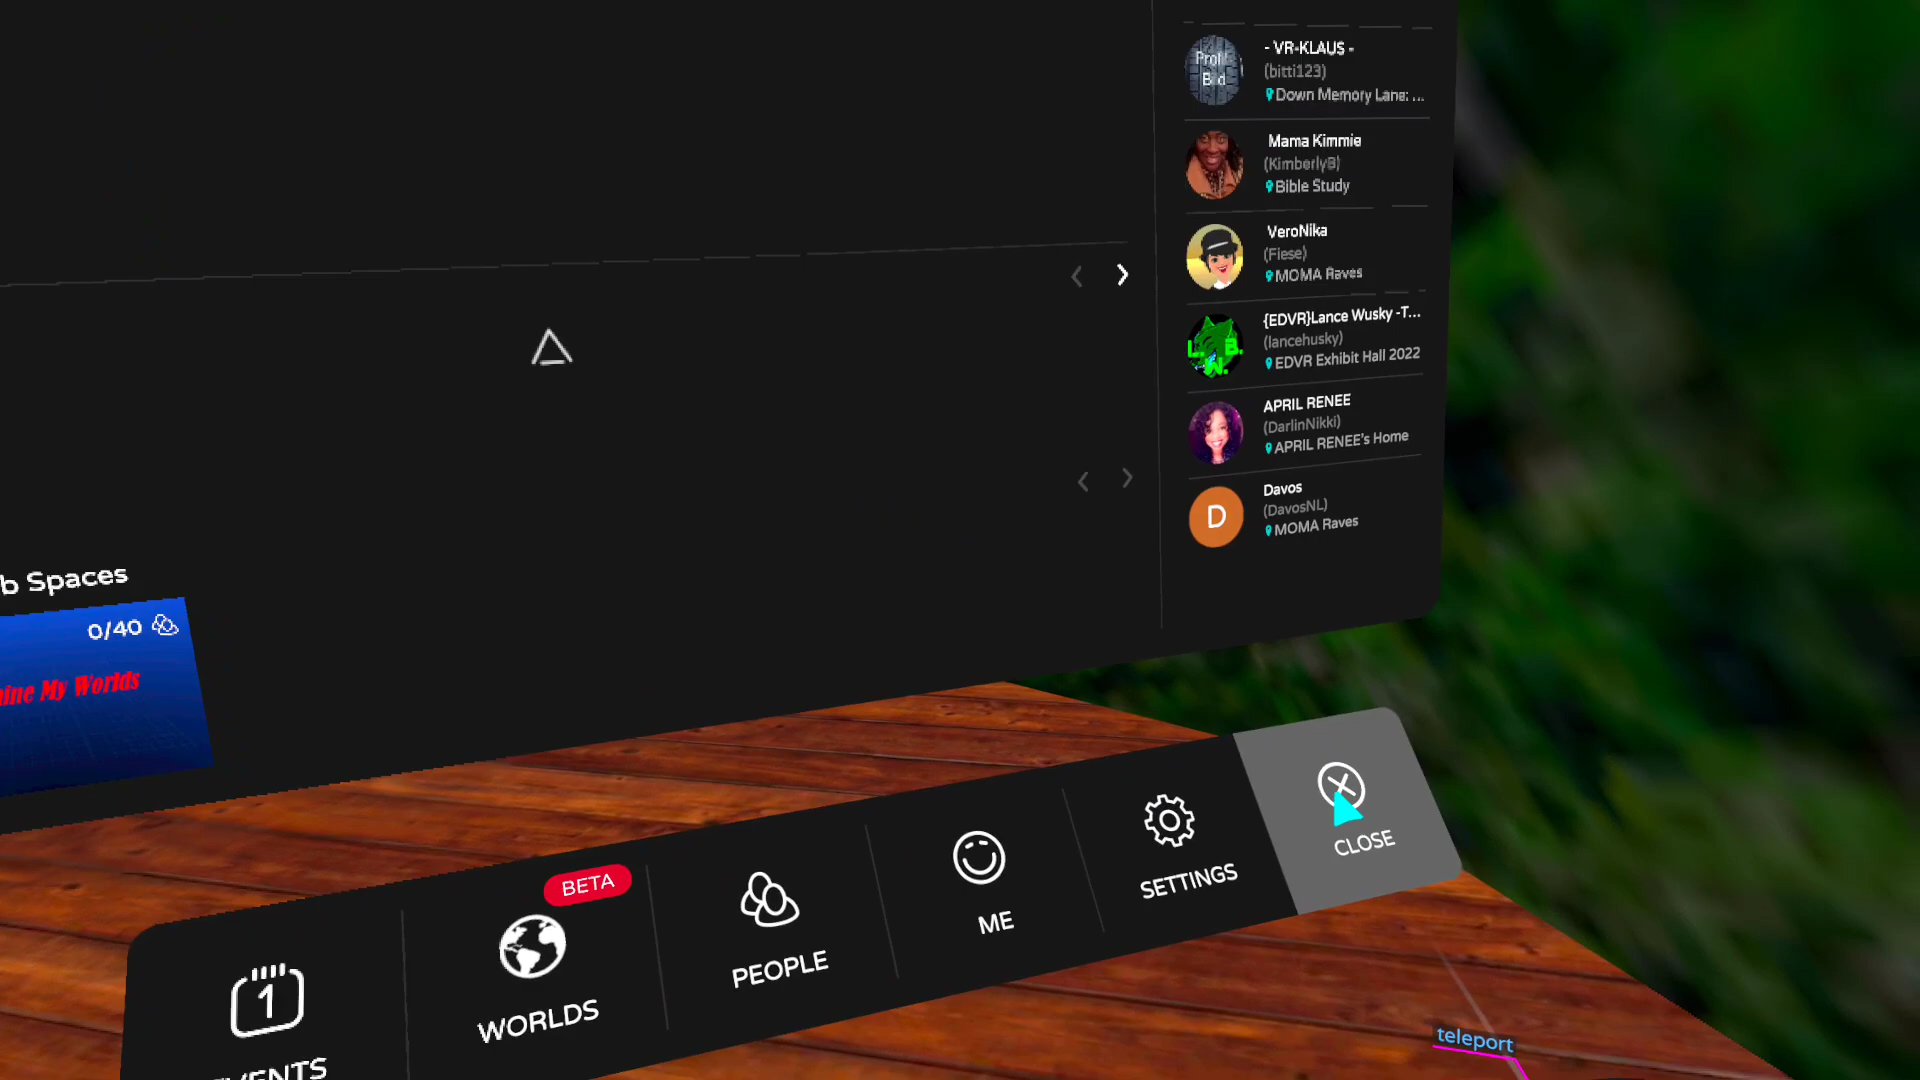 - VR-KLAUS -
(bitti123)
Down Memory Lane: ...
Mama Kimmie
(KimberlyB)
Bible Study
VeroNika
(Fiese)
MOMA Raves
L. B. W.
{EDVR}Lance Wusky -T...
(lancehusky)
EDVR Exhibit Hall 2022
APRIL RENEE
(DarlinNikki)
APRIL RENEE's Home
D
Davos
(DavosNL)
MOMA Raves
b Spaces
0/40
My Worlds
1
BETA
WORLDS
PEOPLE
ME
SETTINGS
CLOSE
teleport